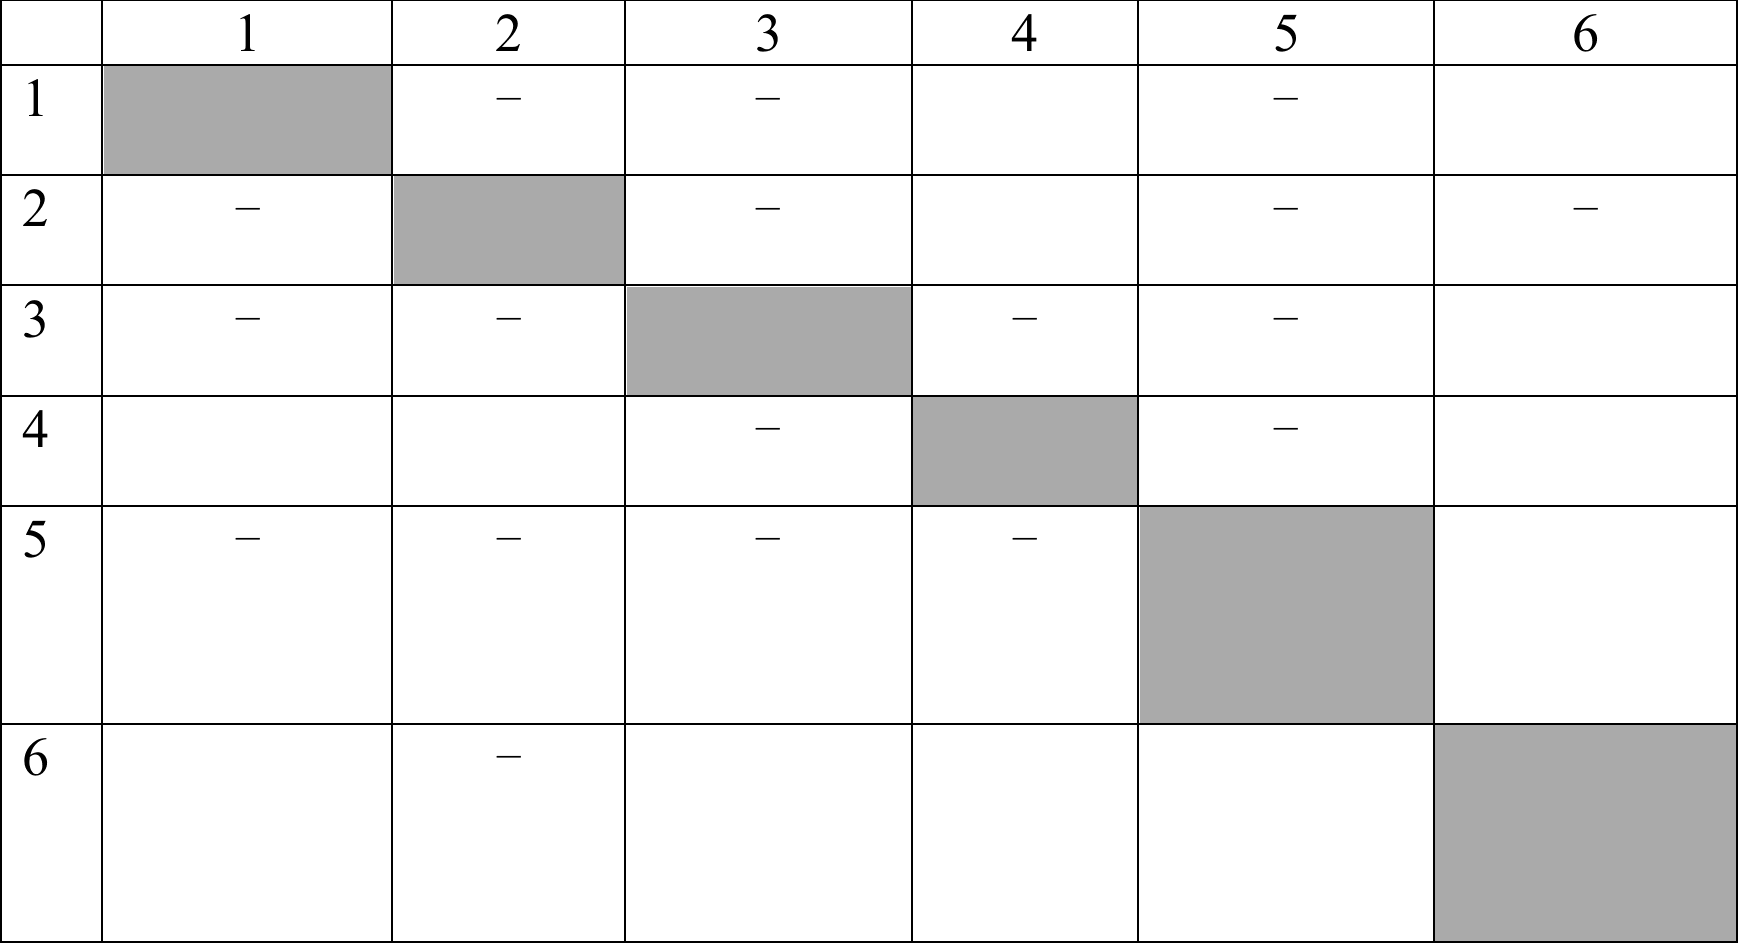 1 2 3 4 5 6
1 – – –
2 – – – –
3 – – – –
4 – –
5 – – – –
6 –